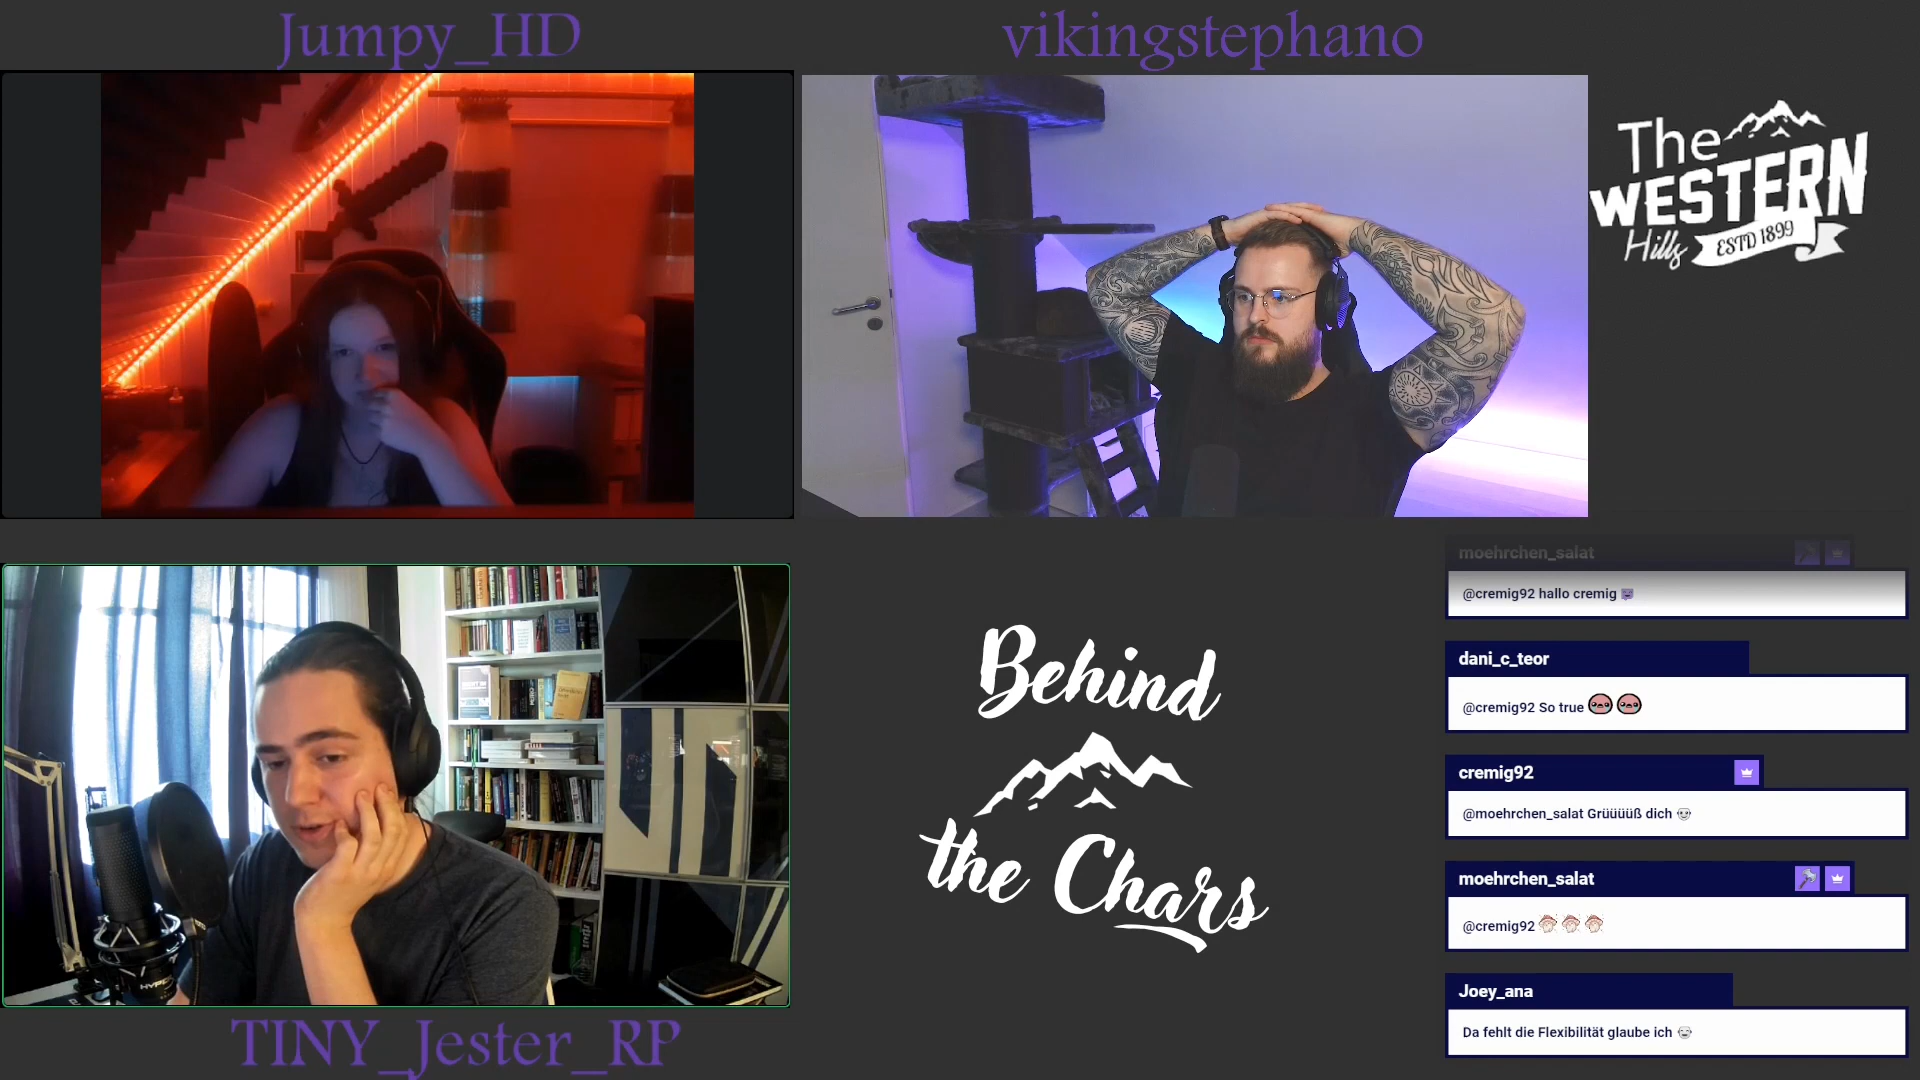 Jumpy_HD
vikingstephano
The
WESTERN
Hills
ESTD 1899
moehrchen_salat
@cremig92 hallo cremig
dani_c_teor
@cremig92 So true
cremig92
@moehrchen_salat Grüüüüß dich
moehrchen_salat
@cremig92
Joey_ana
Da fehlt die Flexibilität glaube ich
Behind
the Chars
HYPE
TINY_Jester_RP